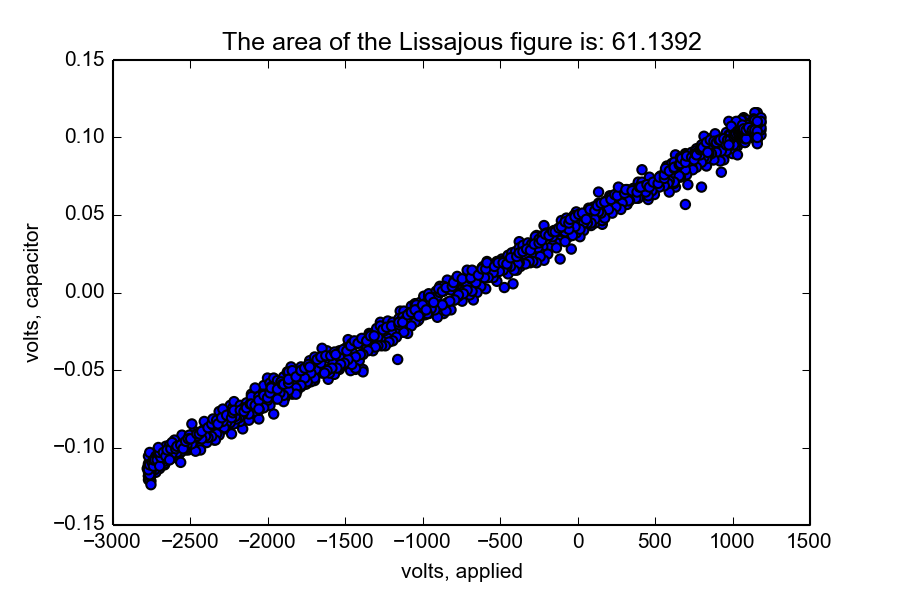 The area of the Lissajous figure is: 61.1392
0.15
0.10
0.05
0.00
−0.05
−0.10
−0.15
volts, capacitor
−3000 −2500 −2000 −1500 −1000 −500 0 500 1000 1500
volts, applied